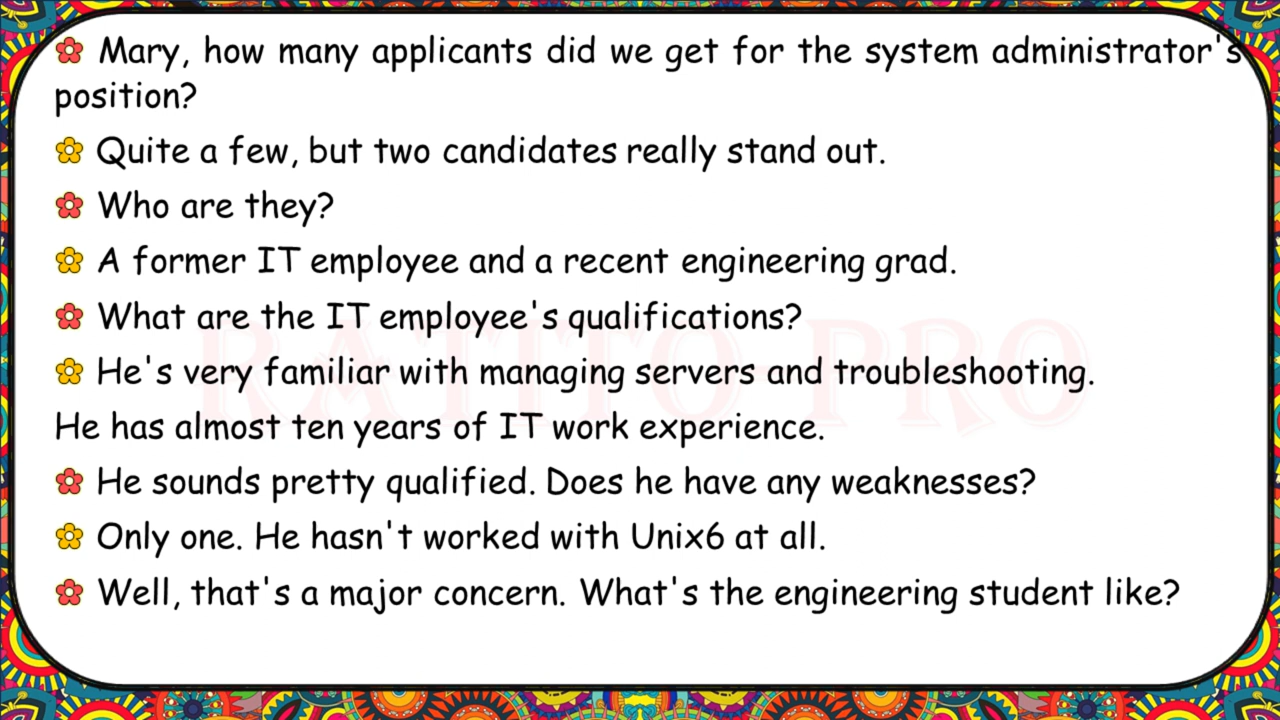 Mary, how many applicants did we get for the system administrator's
position?
Quite a few, but two candidates really stand out.
Who are they?
A former IT employee and a recent engineering grad.
What are the IT employee's qualifications?
He's very familiar with managing servers and troubleshooting.
He has almost ten years of IT work experience.
He sounds pretty qualified. Does he have any weaknesses?
Only one. He hasn't worked with Unix6 at all.
Well, that's a major concern. What's the engineering student like?
RATITO PRO